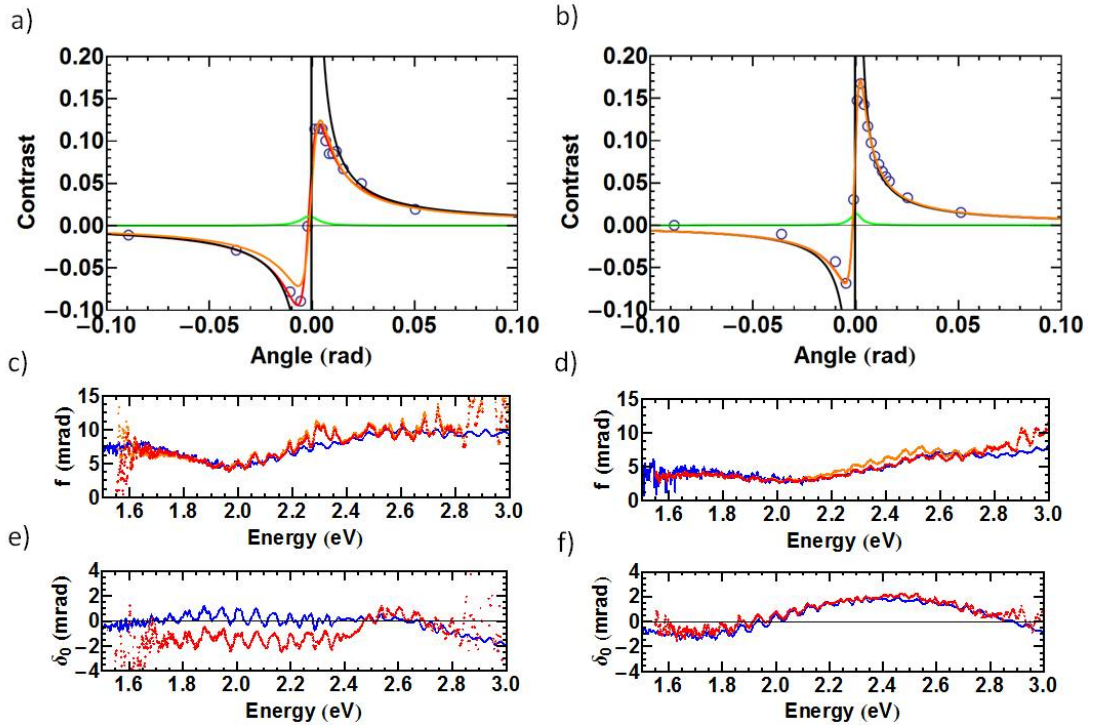 a)
b)
0.20
0.15
0.10
0.05
0.00
−0.05
−0.10
Contrast
−0.10 −0.05 0.00 0.05 0.10
Angle (rad)
0.20
0.15
0.10
0.05
0.00
−0.05
−0.10
Contrast
−0.10 −0.05 0.00 0.05 0.10
Angle (rad)
c)
15
10
5
0
f (mrad)
1.6 1.8 2.0 2.2 2.4 2.6 2.8 3.0
Energy (eV)
d)
15
10
5
0
f (mrad)
1.6 1.8 2.0 2.2 2.4 2.6 2.8 3.0
Energy (eV)
e)
4
2
0
−2
−4
δ₀ (mrad)
1.6 1.8 2.0 2.2 2.4 2.6 2.8 3.0
Energy (eV)
f)
4
2
0
−2
−4
δ₀ (mrad)
1.6 1.8 2.0 2.2 2.4 2.6 2.8 3.0
Energy (eV)